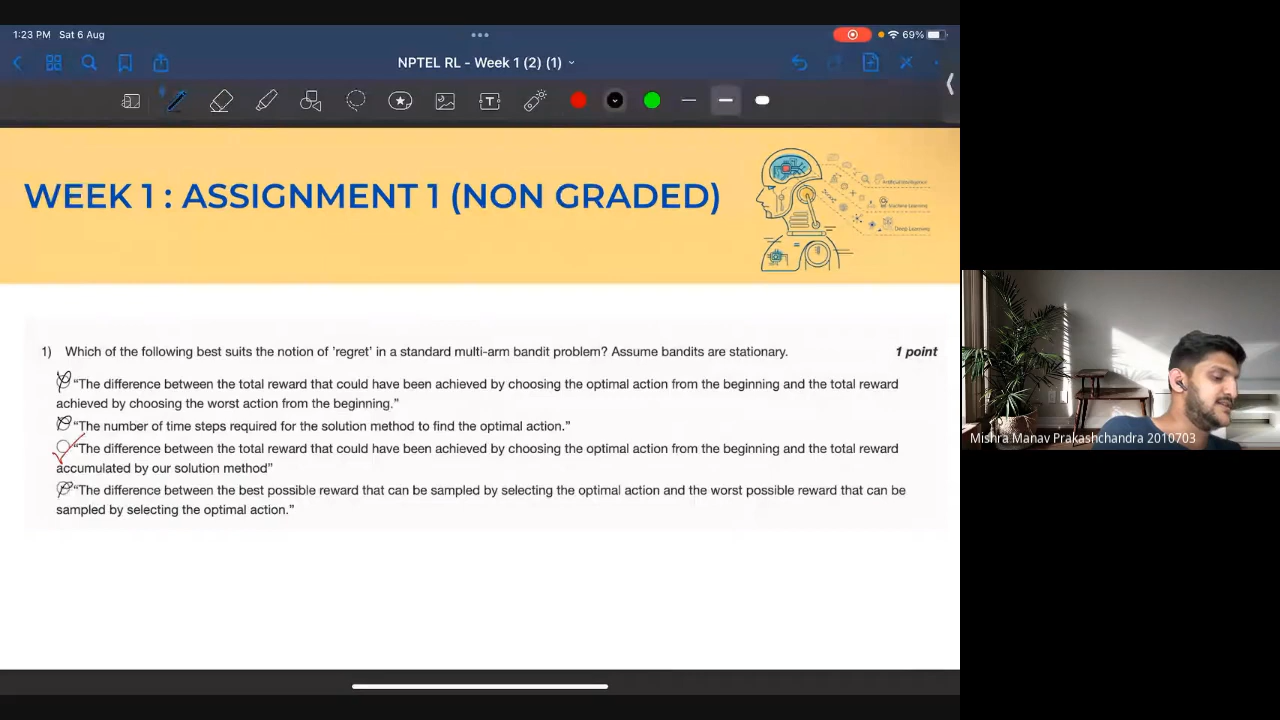 1:23 PM Sat 6 Aug
69%
NPTEL RL - Week 1 (2) (1)
T
WEEK 1 : ASSIGNMENT 1 (NON GRADED)
Artificial Intelligence
Machine Learning
Deep Learning
1) Which of the following best suits the notion of 'regret' in a standard multi-arm bandit problem? Assume bandits are stationary. 1 point
“The difference between the total reward that could have been achieved by choosing the optimal action from the beginning and the total reward
achieved by choosing the worst action from the beginning.”
“The number of time steps required for the solution method to find the optimal action.”
“The difference between the total reward that could have been achieved by choosing the optimal action from the beginning and the total reward
accumulated by our solution method”
“The difference between the best possible reward that can be sampled by selecting the optimal action and the worst possible reward that can be
sampled by selecting the optimal action.”
Mishra Manav Prakashchandra 2010703